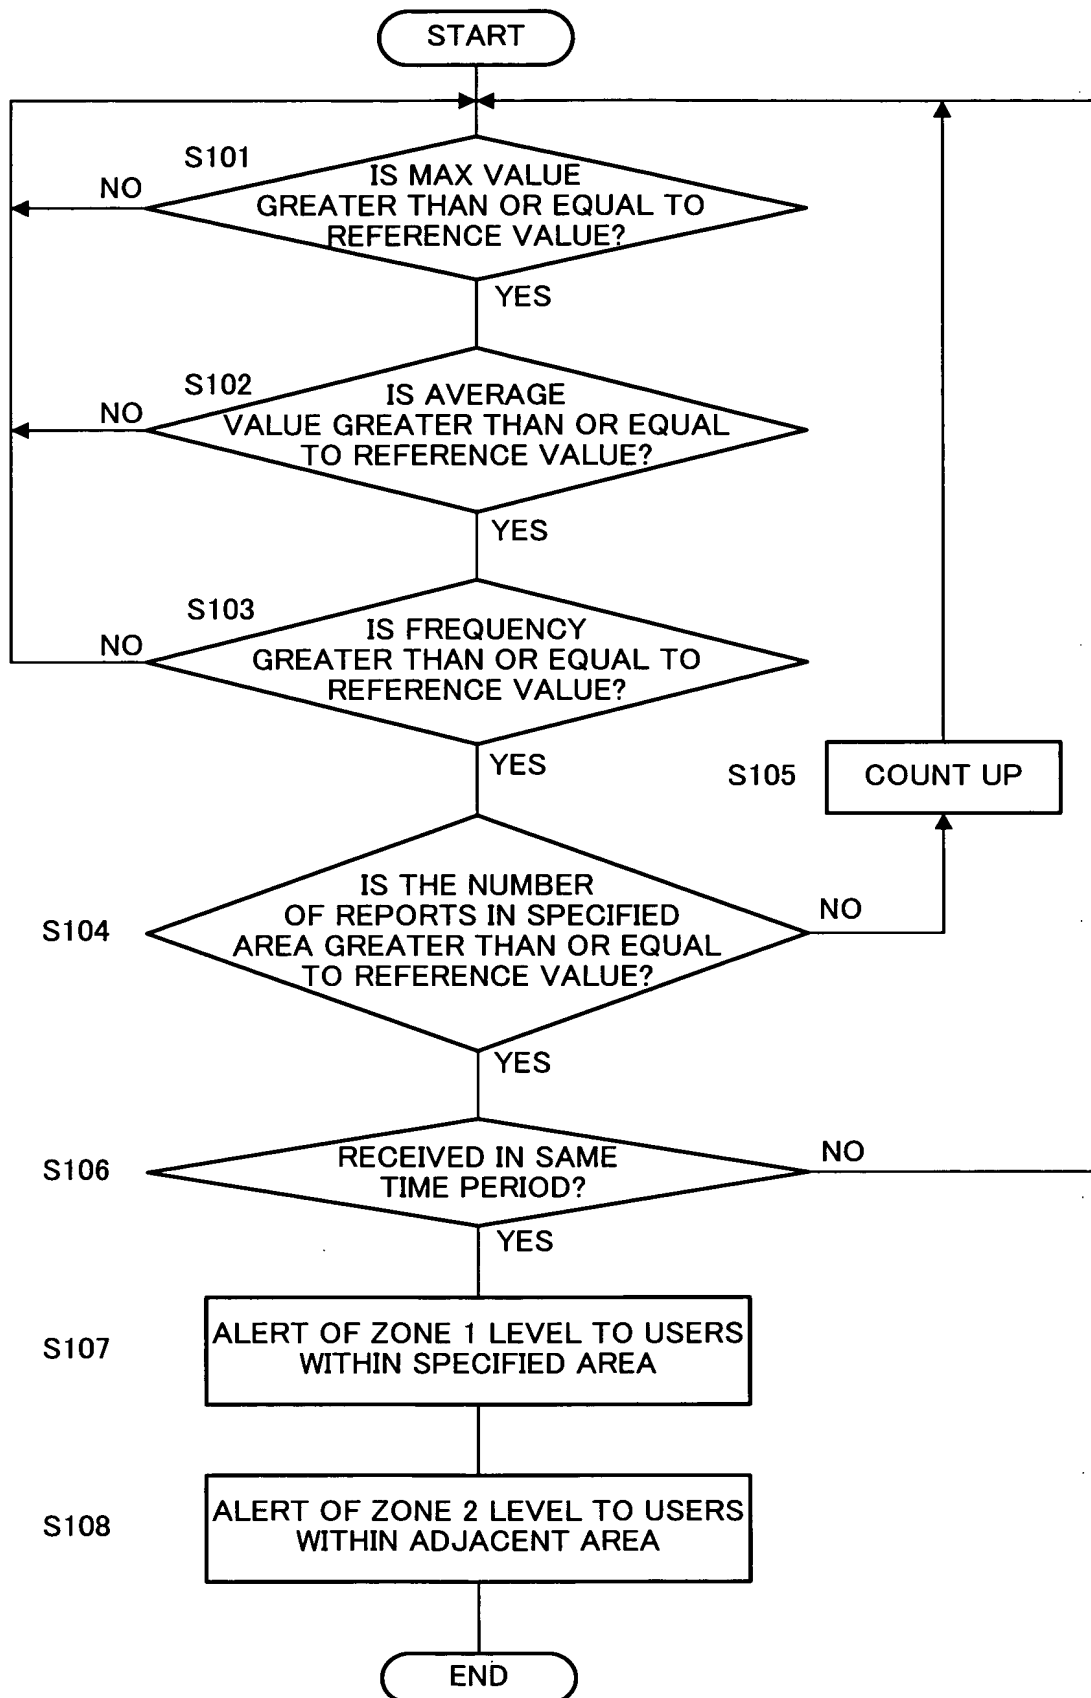 START
S101
IS MAX VALUE
GREATER THAN OR EQUAL TO
REFERENCE VALUE?
NO
YES
S102
IS AVERAGE
VALUE GREATER THAN OR EQUAL
TO REFERENCE VALUE?
NO
YES
S103
IS FREQUENCY
GREATER THAN OR EQUAL TO
REFERENCE VALUE?
NO
YES
S105
COUNT UP
S104
IS THE NUMBER
OF REPORTS IN SPECIFIED
AREA GREATER THAN OR EQUAL
TO REFERENCE VALUE?
NO
YES
S106
RECEIVED IN SAME
TIME PERIOD?
NO
YES
S107
ALERT OF ZONE 1 LEVEL TO USERS
WITHIN SPECIFIED AREA
S108
ALERT OF ZONE 2 LEVEL TO USERS
WITHIN ADJACENT AREA
END